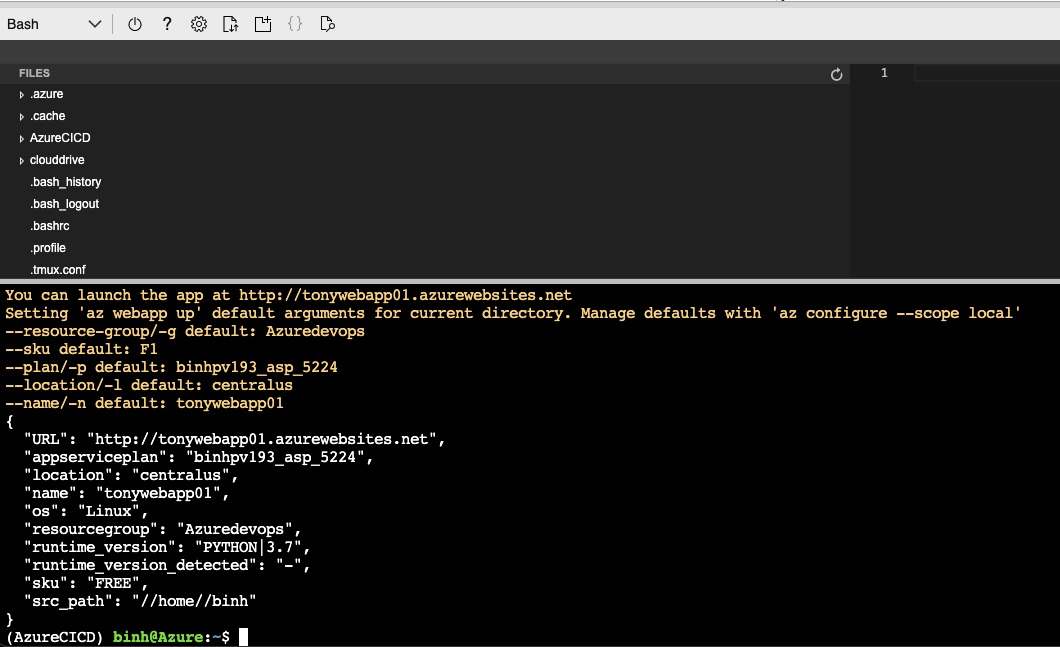 Bash
?
{}
FILES
1
.azure
.cache
AzureCICD
clouddrive
.bash_history
.bash_logout
.bashrc
.profile
.tmux.conf
You can launch the app at http://tonywebapp01.azurewebsites.net
Setting 'az webapp up' default arguments for current directory. Manage defaults with 'az configure --scope local'
--resource-group/-g default: Azuredevops
--sku default: F1
--plan/-p default: binhpv193_asp_5224
--location/-l default: centralus
--name/-n default: tonywebapp01
{
  "URL": "http://tonywebapp01.azurewebsites.net",
  "appserviceplan": "binhpv193_asp_5224",
  "location": "centralus",
  "name": "tonywebapp01",
  "os": "Linux",
  "resourcegroup": "Azuredevops",
  "runtime_version": "PYTHON|3.7",
  "runtime_version_detected": "-",
  "sku": "FREE",
  "src_path": "//home//binh"
}
(AzureCICD) binh@Azure:~$